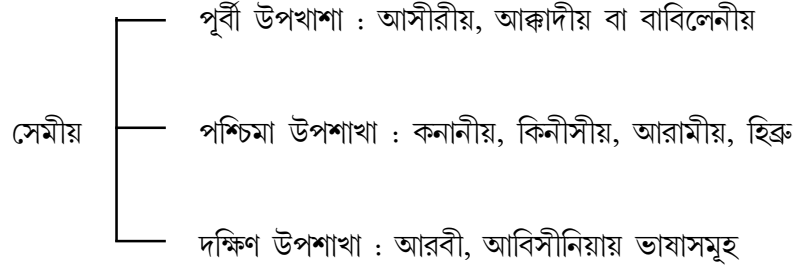 পূর্বী উপখাশা : আসীরীয়, আক্কাদীয় বা বাবিলেনীয়
সেমীয়
পশ্চিমা উপশাখা : কনানীয়, কিনীসীয়, আরামীয়, হিব্রু
দক্ষিণ উপশাখা : আরবী, আবিসীনিয়ায় ভাষাসমূহ